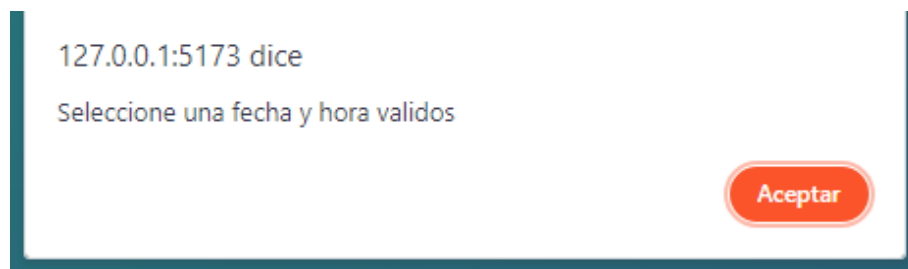 127.0.0.1:5173 dice
Seleccione una fecha y hora validos
Aceptar